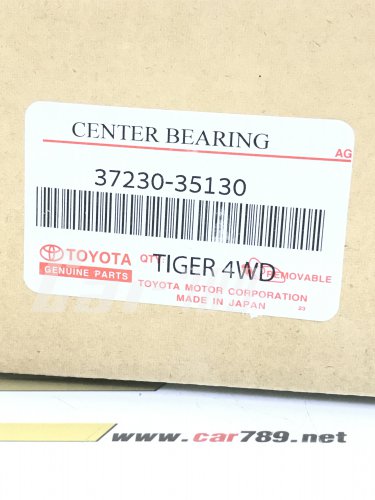 CENTER BEARING
AG
37230-35130
TOYOTA QTY TIGER 4WD REMOVABLE
GENUINE PARTS
TOYOTA MOTOR CORPORATION
MADE IN JAPAN
23
www.car789.net